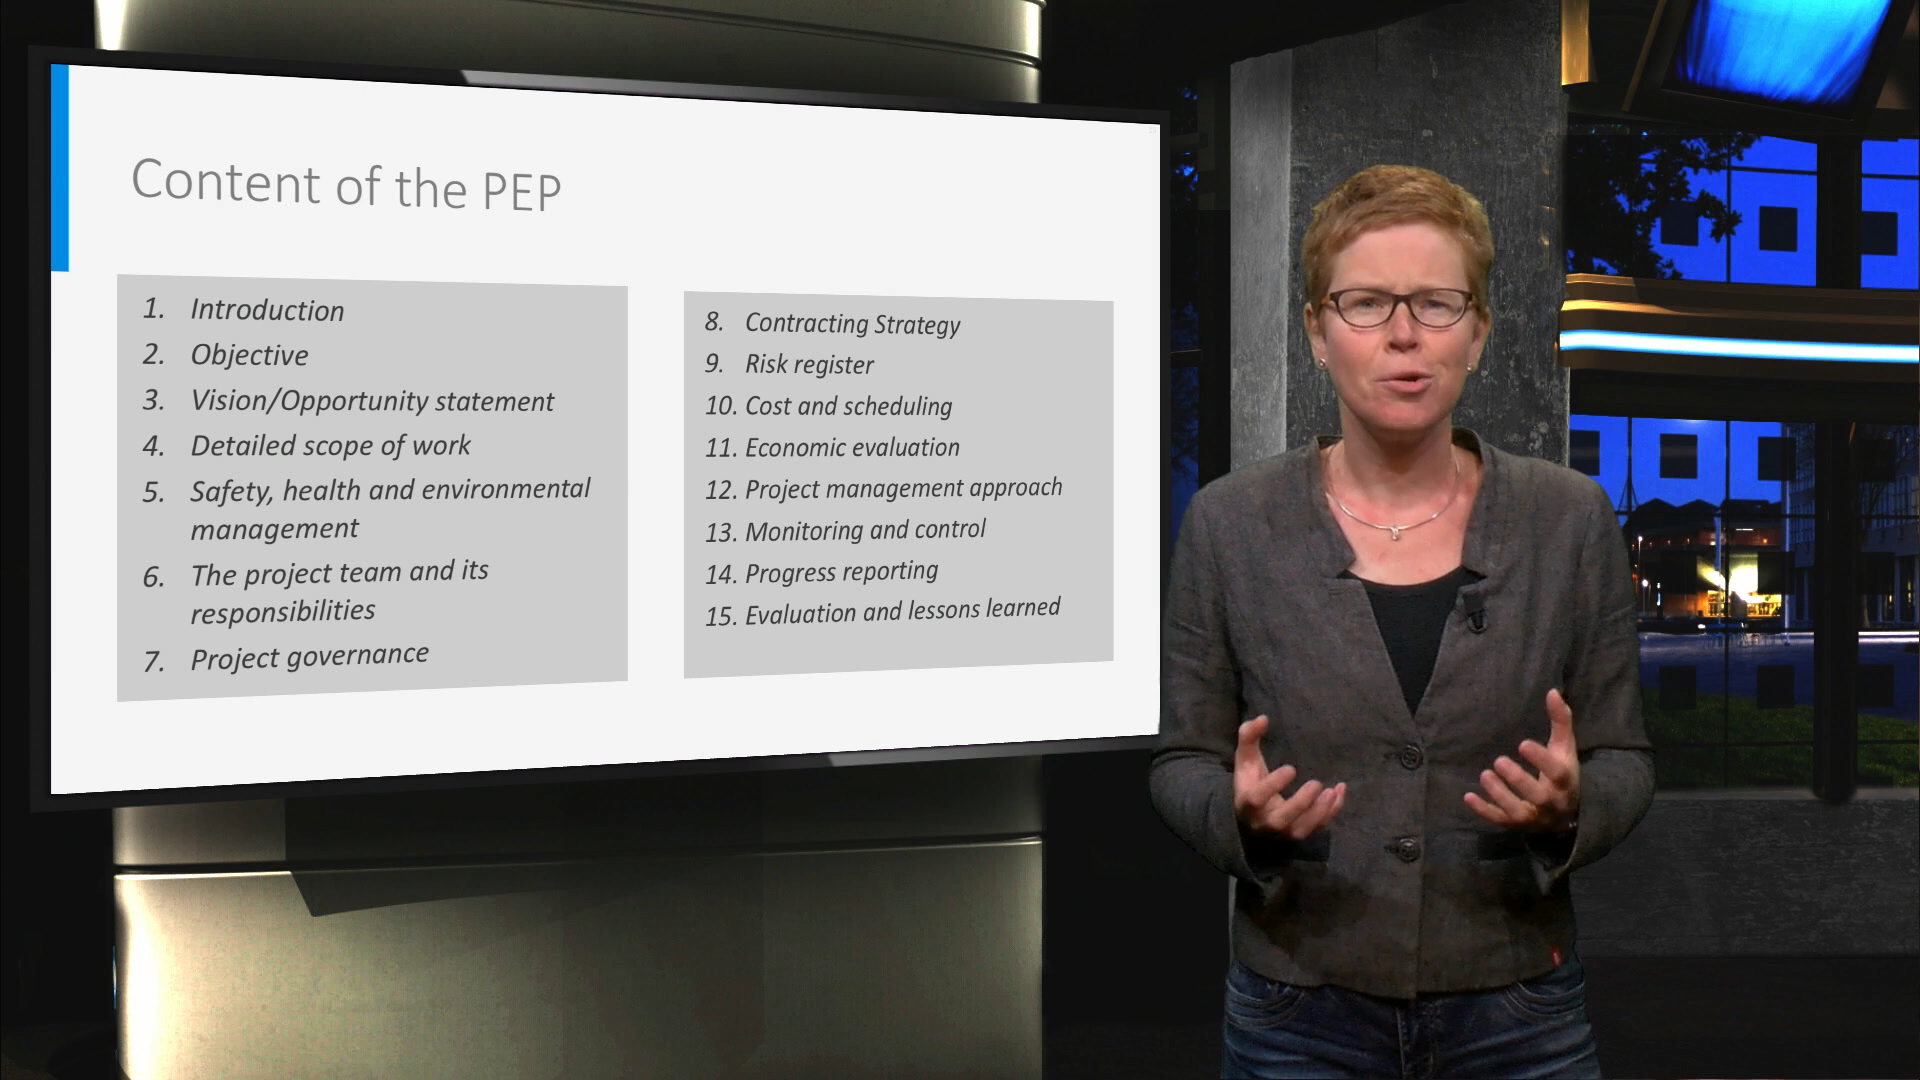 Content of the PEP
1. Introduction
2. Objective
3. Vision/Opportunity statement
4. Detailed scope of work
5. Safety, health and environmental
management
6. The project team and its
responsibilities
7. Project governance
8. Contracting Strategy
9. Risk register
10. Cost and scheduling
11. Economic evaluation
12. Project management approach
13. Monitoring and control
14. Progress reporting
15. Evaluation and lessons learned